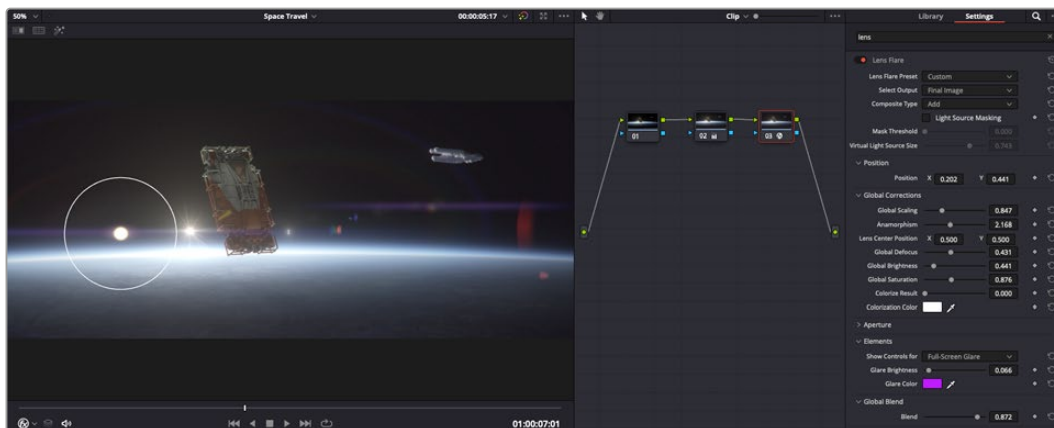 50%
Space Travel
00:00:05:17
Clip
Library Settings
lens
Lens Flare
Lens Flare Preset Custom
Select Output Final Image
Composite Type Add
Light Source Masking
Mask Threshold 0.000
Virtual Light Source Size 0.743
Position
Position X 0.202 Y 0.441
Global Corrections
Global Scaling 0.847
Anamorphism 2.168
Lens Center Position X 0.500 Y 0.500
Global Defocus 0.431
Global Brightness 0.441
Global Saturation 0.876
Colorize Result 0.000
Colorization Color
Aperture
Elements
Show Controls for Full-Screen Glare
Glare Brightness 0.066
Glare Color
Global Blend
Blend 0.872
01
02
03
01:00:07:01